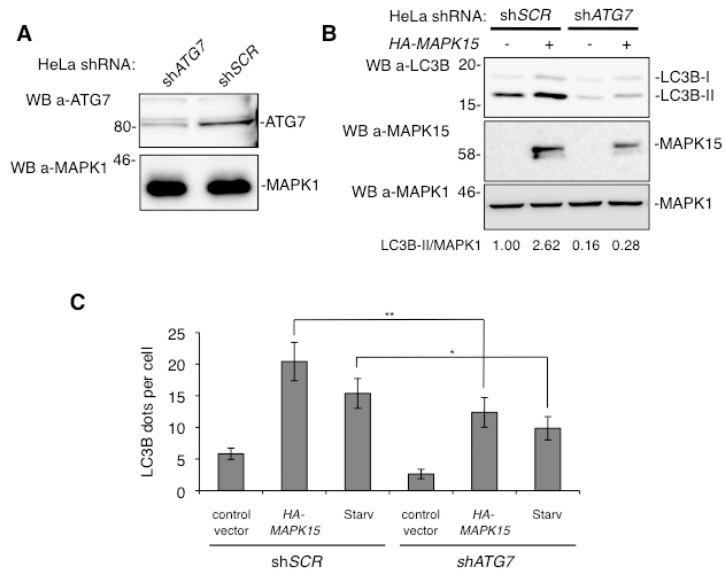 A
HeLa shRNA: shATG7 shSCR
WB a-ATG7
80- -ATG7
WB a-MAPK1
46-
-MAPK1
B
HeLa shRNA: shSCR shATG7
HA-MAPK15 - + - +
WB a-LC3B 20-
-LC3B-I
-LC3B-II
15-
WB a-MAPK15
-MAPK15
58-
WB a-MAPK1 46-
-MAPK1
LC3B-II/MAPK1 1.00 2.62 0.16 0.28
C
LC3B dots per cell
25
20
15
10
5
0
**
*
control HA- Starv control HA- Starv
vector MAPK15 vector MAPK15
shSCR shATG7